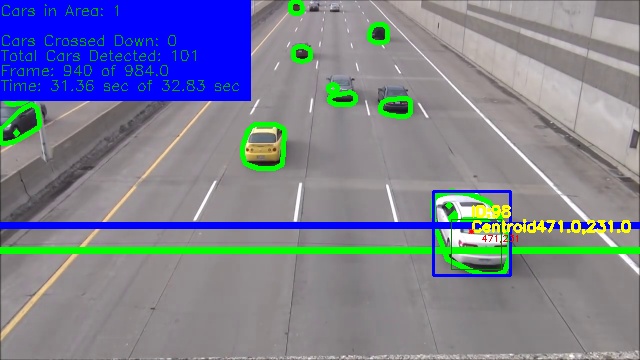 Cars in Area: 1
Cars Crossed Down: 0
Total Cars Detected: 101
Frame: 940 of 984.0
Time: 31.36 sec of 32.83 sec
ID:98
Centroid471.0,231.0